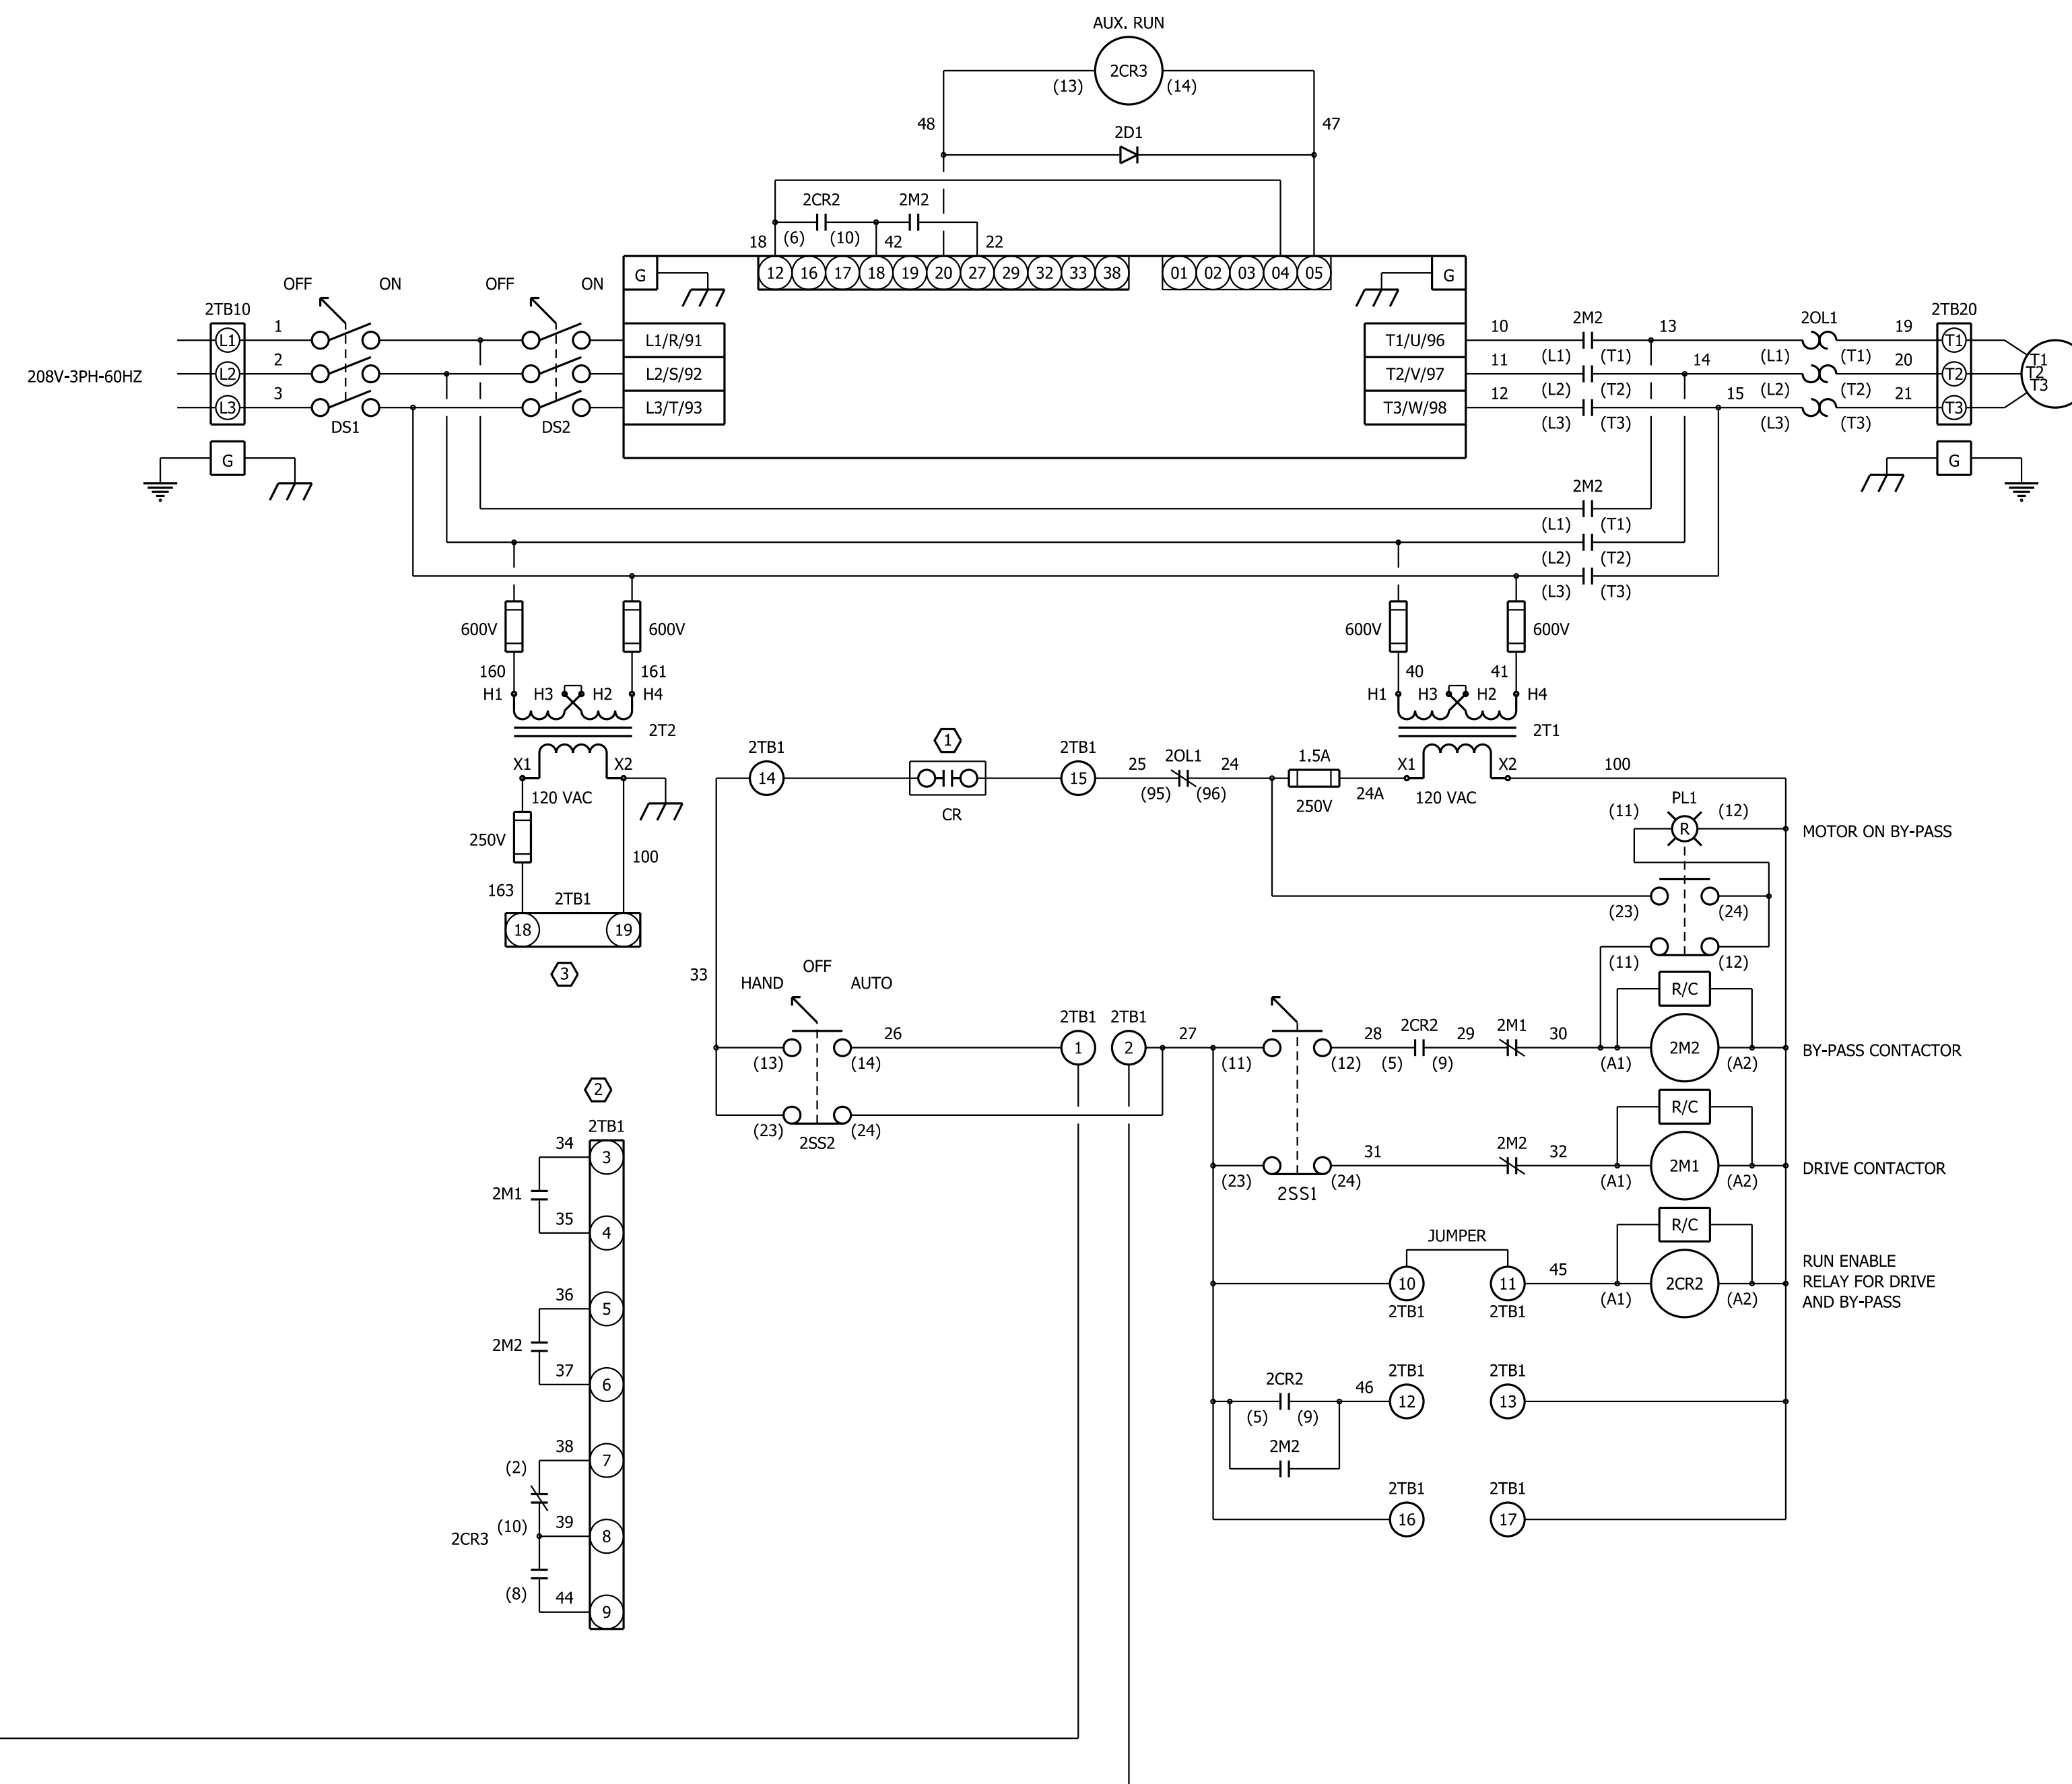 AUX. RUN
2CR3
(13) (14)
48 47
2D1
2CR2 2M2
18 (6) (10) 42 22
G 12 16 17 18 19 20 27 29 32 33 38 01 02 03 04 05 G
OFF ON OFF ON
2TB10 2TB20
L1 1 L1/R/91 T1/U/96 10 2M2 13 2OL1 19 T1 T1
(L1) (T1) (L1) (T1)
208V-3PH-60HZ L2 2 L2/S/92 T2/V/97 11 14 20 T2 T2
(L2) (T2) (L2) (T2)
L3 3 L3/T/93 T3/W/98 12 15 21 T3 T3
(L3) (T3) (L3) (T3)
DS1 DS2
G G
2M2
(L1) (T1)
(L2) (T2)
(L3) (T3)
600V 600V 600V 600V
160 161 40 41
H1 H3 H2 H4 H1 H3 H2 H4
2T2 2T1
X1 X2 X1 X2
120 VAC 120 VAC
2TB1 1 2TB1 25 2OL1 24 1.5A 100
14 15
(95) (96) 250V 24A
CR
250V
100
163 2TB1
18 19
3
PL1
(11) (12)
R MOTOR ON BY-PASS
(23) (24)
(11) (12)
33
HAND OFF AUTO
R/C
2TB1 2TB1
26 1 2 27 28 2CR2 29 2M1 30 2M2 BY-PASS CONTACTOR
(13) (14) (11) (12) (5) (9) (A1) (A2)
(23) (24)
2SS2
R/C
31 2M2 32 2M1 DRIVE CONTACTOR
(23) (24) (A1) (A2)
2SS1
R/C
JUMPER
10 11 45 2CR2
2TB1 2TB1 (A1) (A2)
RUN ENABLE
RELAY FOR DRIVE
AND BY-PASS
2CR2 46 2TB1 2TB1
12 13
(5) (9)
2M2
2TB1 2TB1
16 17
2
2TB1
34 3
2M1
35 4
36 5
2M2
37 6
38 7
(2)
(10) 39 8
2CR3
(8) 44 9